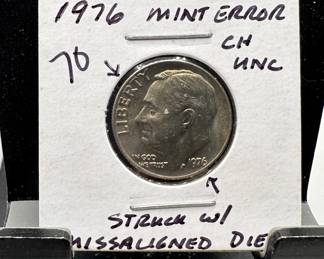 1976 MINT ERROR
CH
UNC
70
LIBERTY
IN GOD
WE TRUST
1976
STRUCK W/
MISSALIGNED DIE